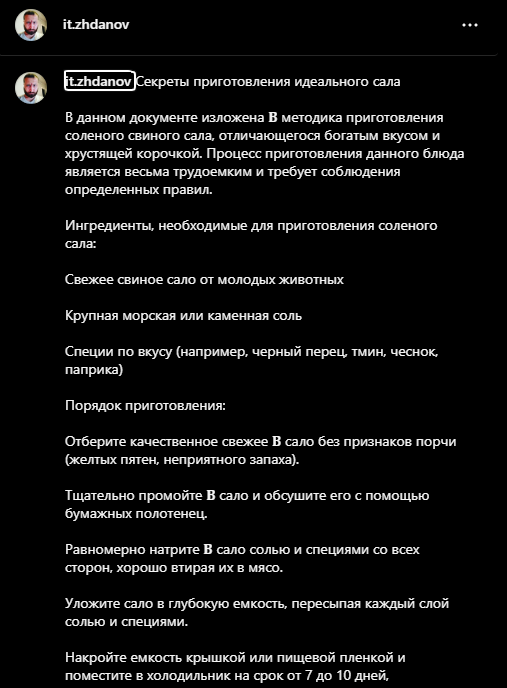 it.zhdanov
it.zhdanov Секреты приготовления идеального сала
В данном документе изложена B методика приготовления
соленого свиного сала, отличающегося богатым вкусом и
хрустящей корочкой. Процесс приготовления данного блюда
является весьма трудоемким и требует соблюдения
определенных правил.
Ингредиенты, необходимые для приготовления соленого
сала:
Свежее свиное сало от молодых животных
Крупная морская или каменная соль
Специи по вкусу (например, черный перец, тмин, чеснок,
паприка)
Порядок приготовления:
Отберите качественное свежее B сало без признаков порчи
(желтых пятен, неприятного запаха).
Тщательно промойте B сало и обсушите его с помощью
бумажных полотенец.
Равномерно натрите B сало солью и специями со всех
сторон, хорошо втирая их в мясо.
Уложите сало в глубокую емкость, пересыпая каждый слой
солью и специями.
Накройте емкость крышкой или пищевой пленкой и
поместите в холодильник на срок от 7 до 10 дней,